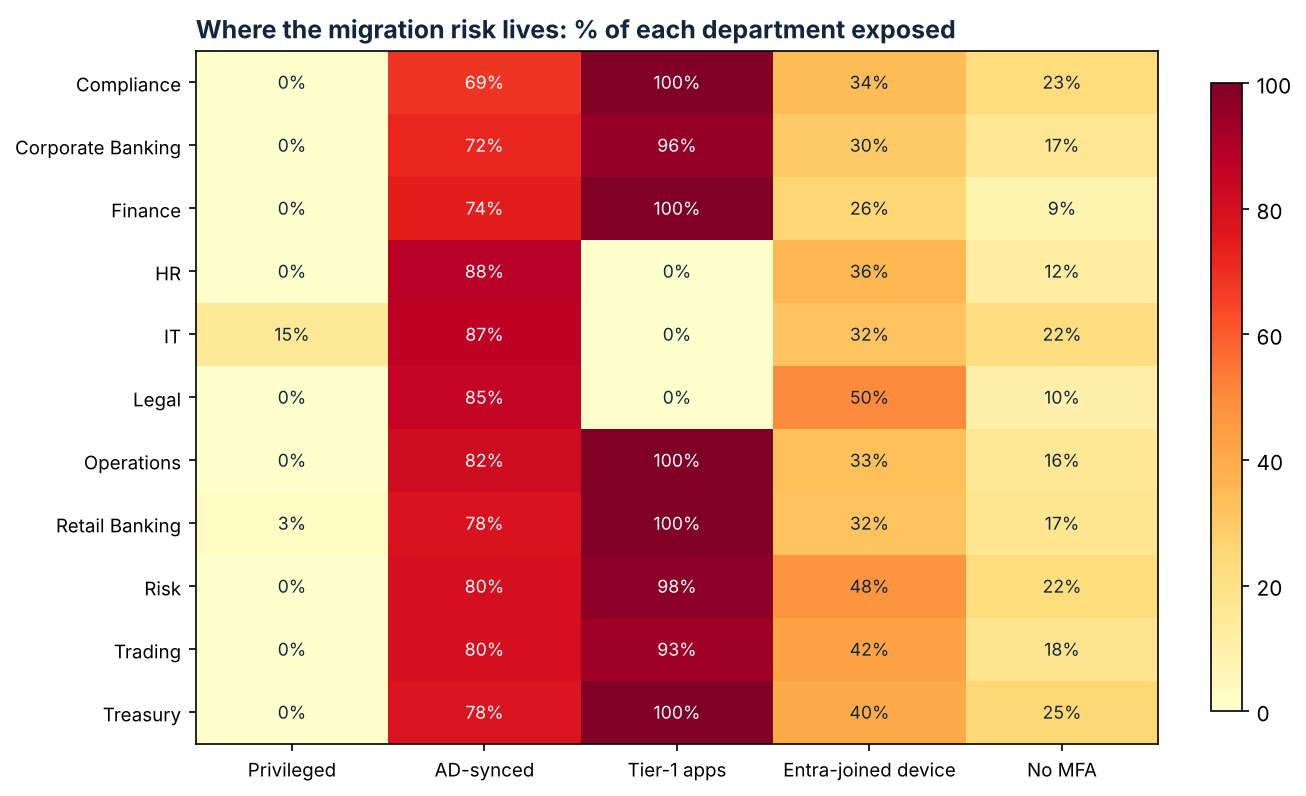 Where the migration risk lives: % of each department exposed
Compliance 0% 69% 100% 34% 23%
Corporate Banking 0% 72% 96% 30% 17%
Finance 0% 74% 100% 26% 9%
HR 0% 88% 0% 36% 12%
IT 15% 87% 0% 32% 22%
Legal 0% 85% 0% 50% 10%
Operations 0% 82% 100% 33% 16%
Retail Banking 3% 78% 100% 32% 17%
Risk 0% 80% 98% 48% 22%
Trading 0% 80% 93% 42% 18%
Treasury 0% 78% 100% 40% 25%
Privileged AD-synced Tier-1 apps Entra-joined device No MFA
100
80
60
40
20
0